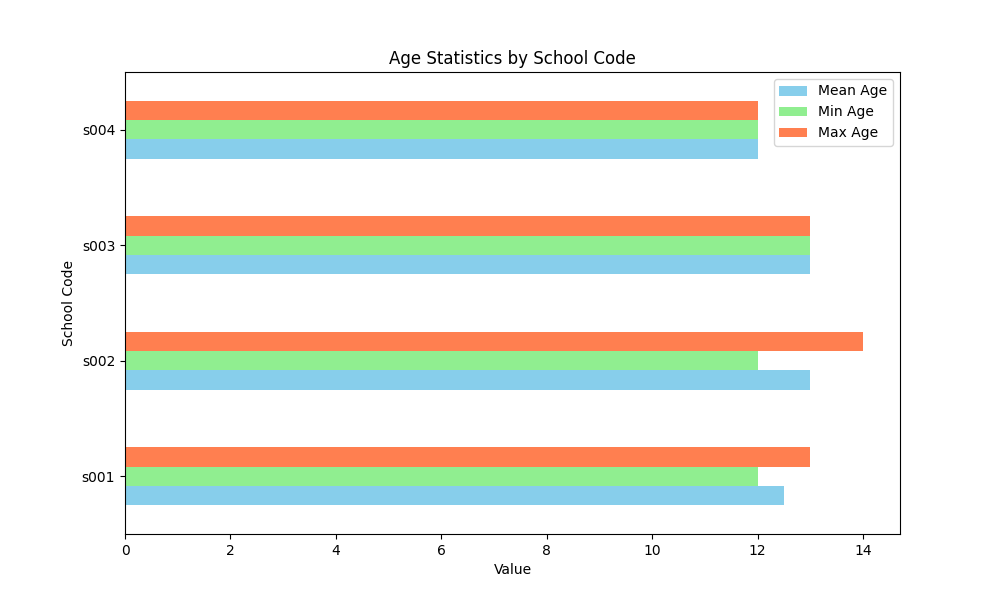 Age Statistics by School Code
Mean Age
Min Age
Max Age
School Code
s004
s003
s002
s001
0 2 4 6 8 10 12 14
Value